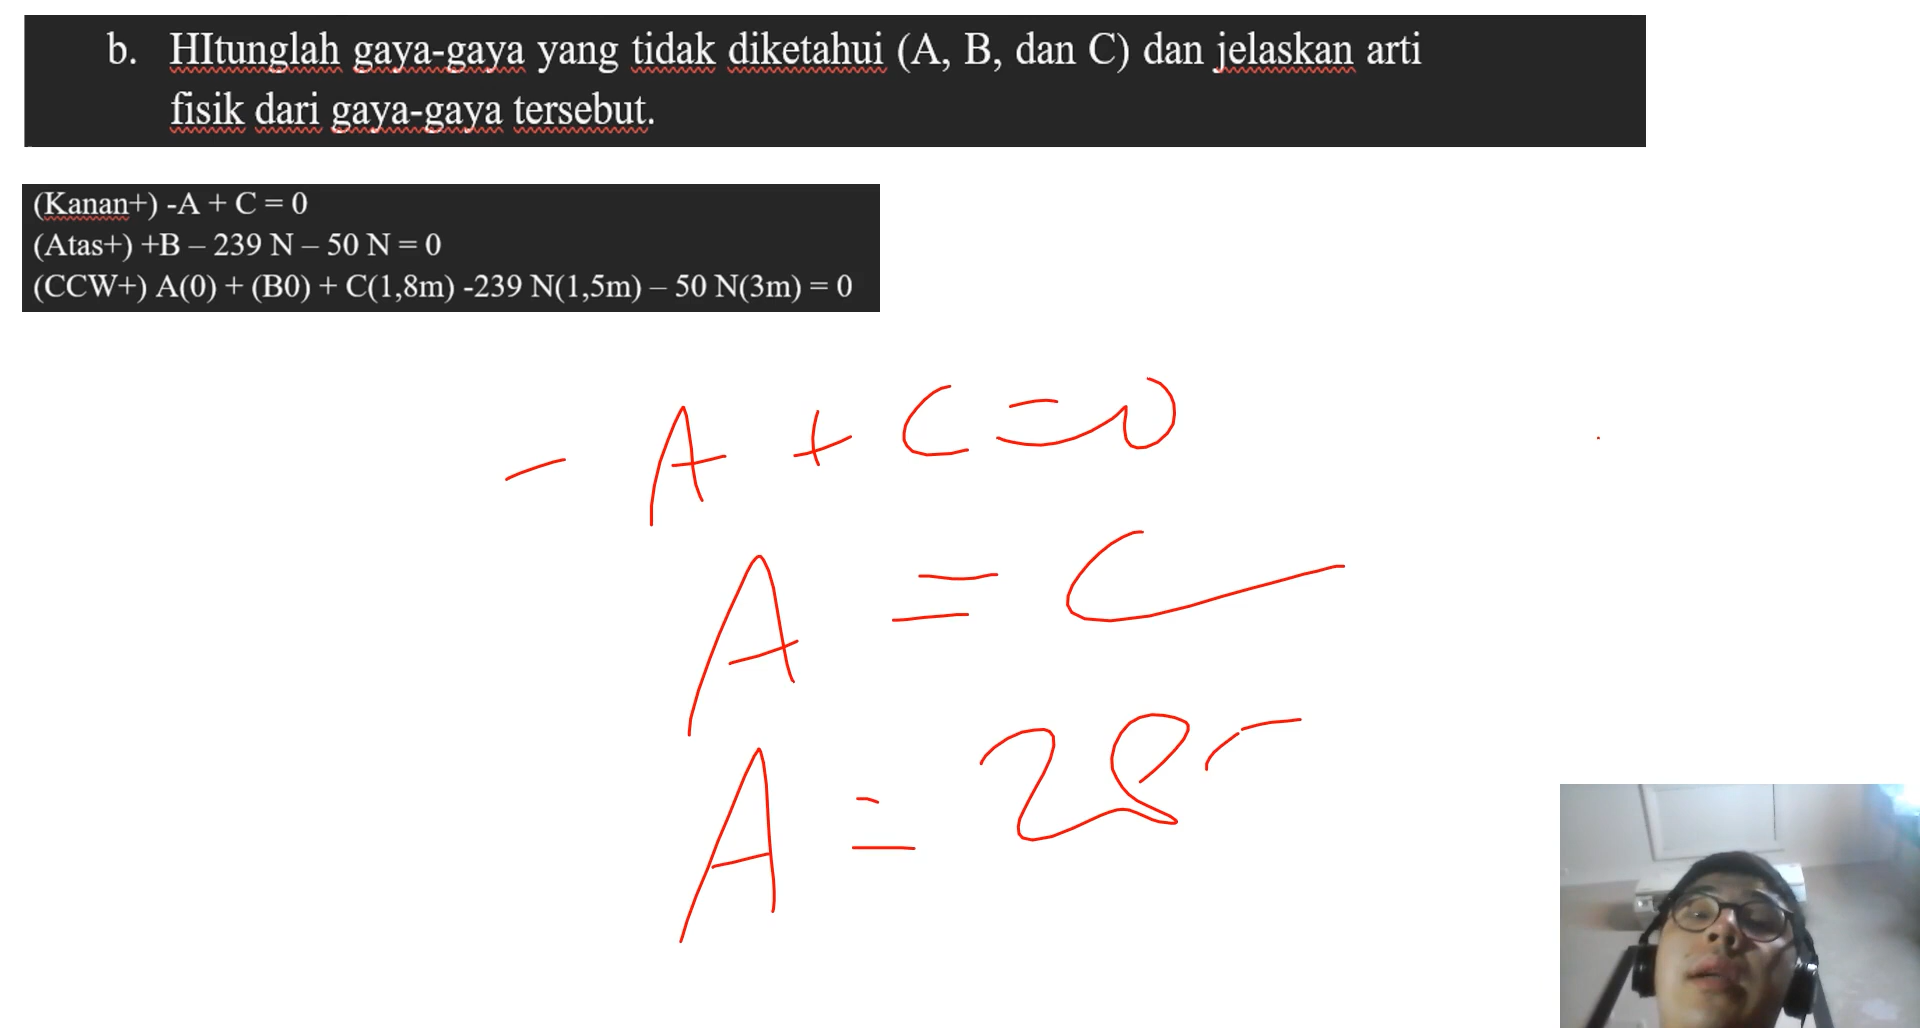 b. HItunglah gaya-gaya yang tidak diketahui (A, B, dan C) dan jelaskan arti
fisik dari gaya-gaya tersebut.
(Kanan+) -A + C = 0
(Atas+) +B – 239 N – 50 N = 0
(CCW+) A(0) + (B0) + C(1,8m) -239 N(1,5m) – 50 N(3m) = 0
- A + C = 0
A = C
A = 28